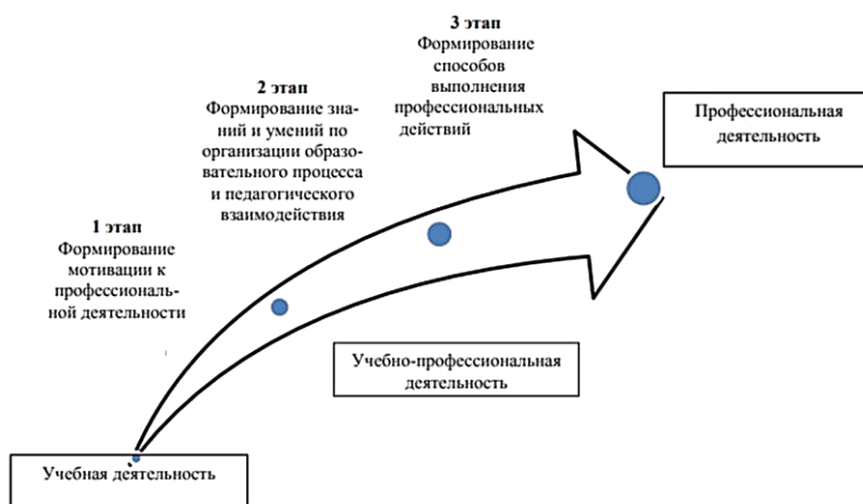 3 этап
Формирование
способов
выполнения
профессиональных
действий
2 этап
Формирование зна-
ний и умений по
организации образо-
вательного процесса
и педагогического
взаимодействия
Профессиональная
деятельность
1 этап
Формирование
мотивации к
профессиональ-
ной деятельности
Учебно-профессиональная
деятельность
Учебная деятельность